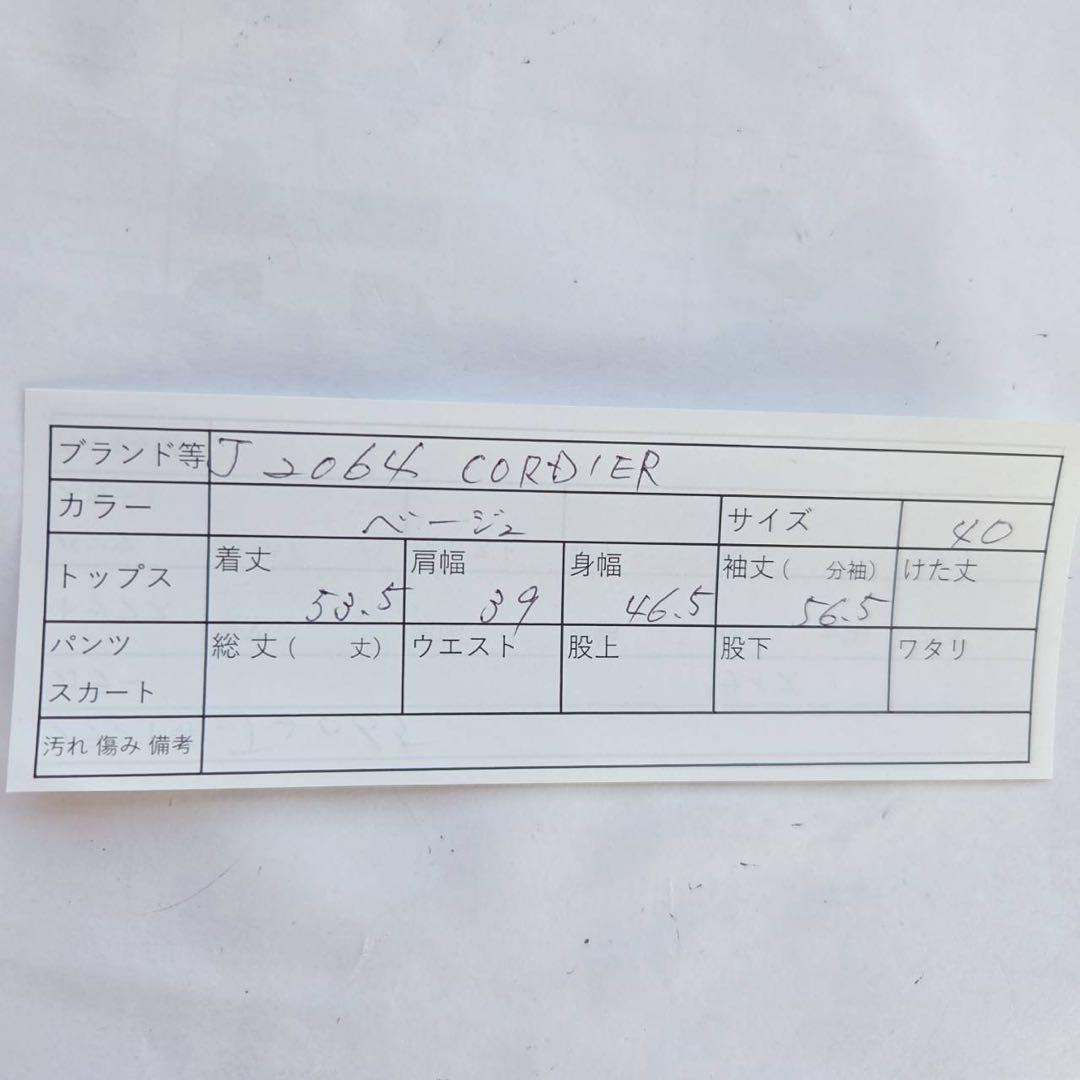 ブランド等 J2064 CORDIER
カラー ベージュ サイズ 40
トップス 着丈 53.5 肩幅 39 身幅 46.5 袖丈( 分袖) 56.5 けた丈
パンツ スカート 総丈( 丈) ウエスト 股上 股下 ワタリ
汚れ 傷み 備考